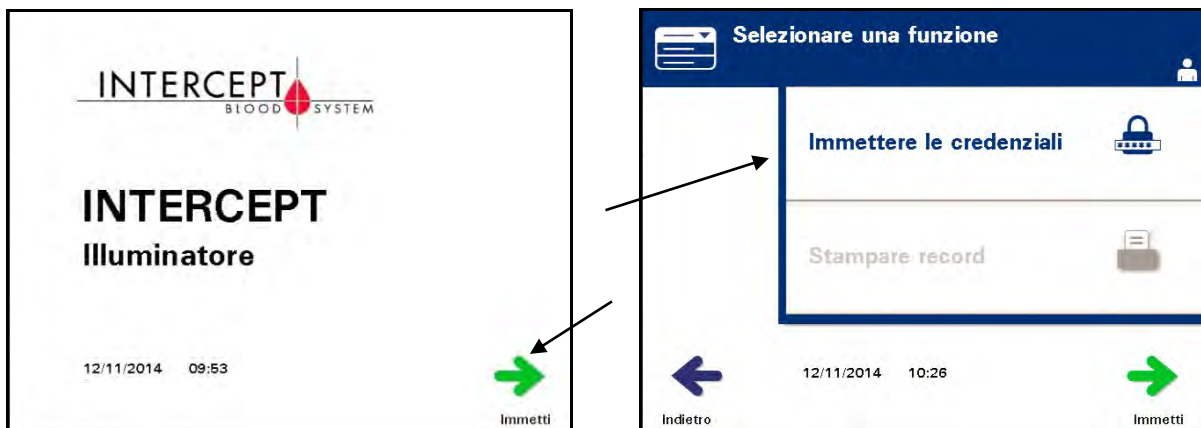 INTERCEPT
BLOOD SYSTEM
INTERCEPT
Illuminatore
12/11/2014 09:53
Immetti
Selezionare una funzione
Immettere le credenziali
*****
Stampare record
12/11/2014 10:26
Indietro
Immetti